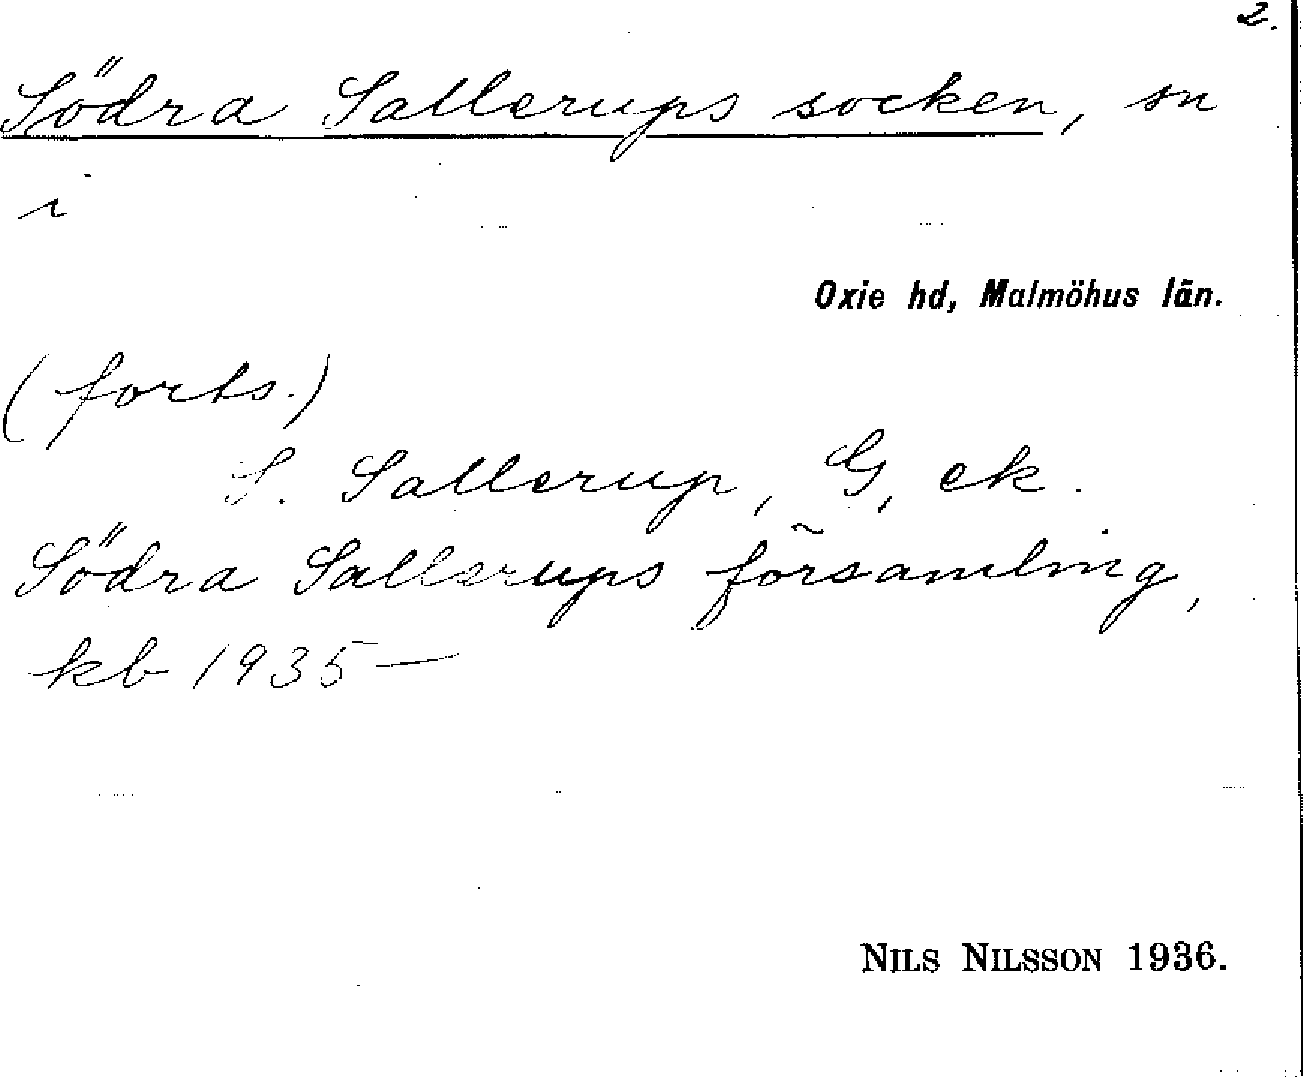 2.
Södra Sallerups socken, sn
i
Oxie hd, Malmöhus län.
(forts.)
S. Sallerup, G, ek.
Södra Sallerups församling,
kb 1935—
NILS NILSSON 1936.